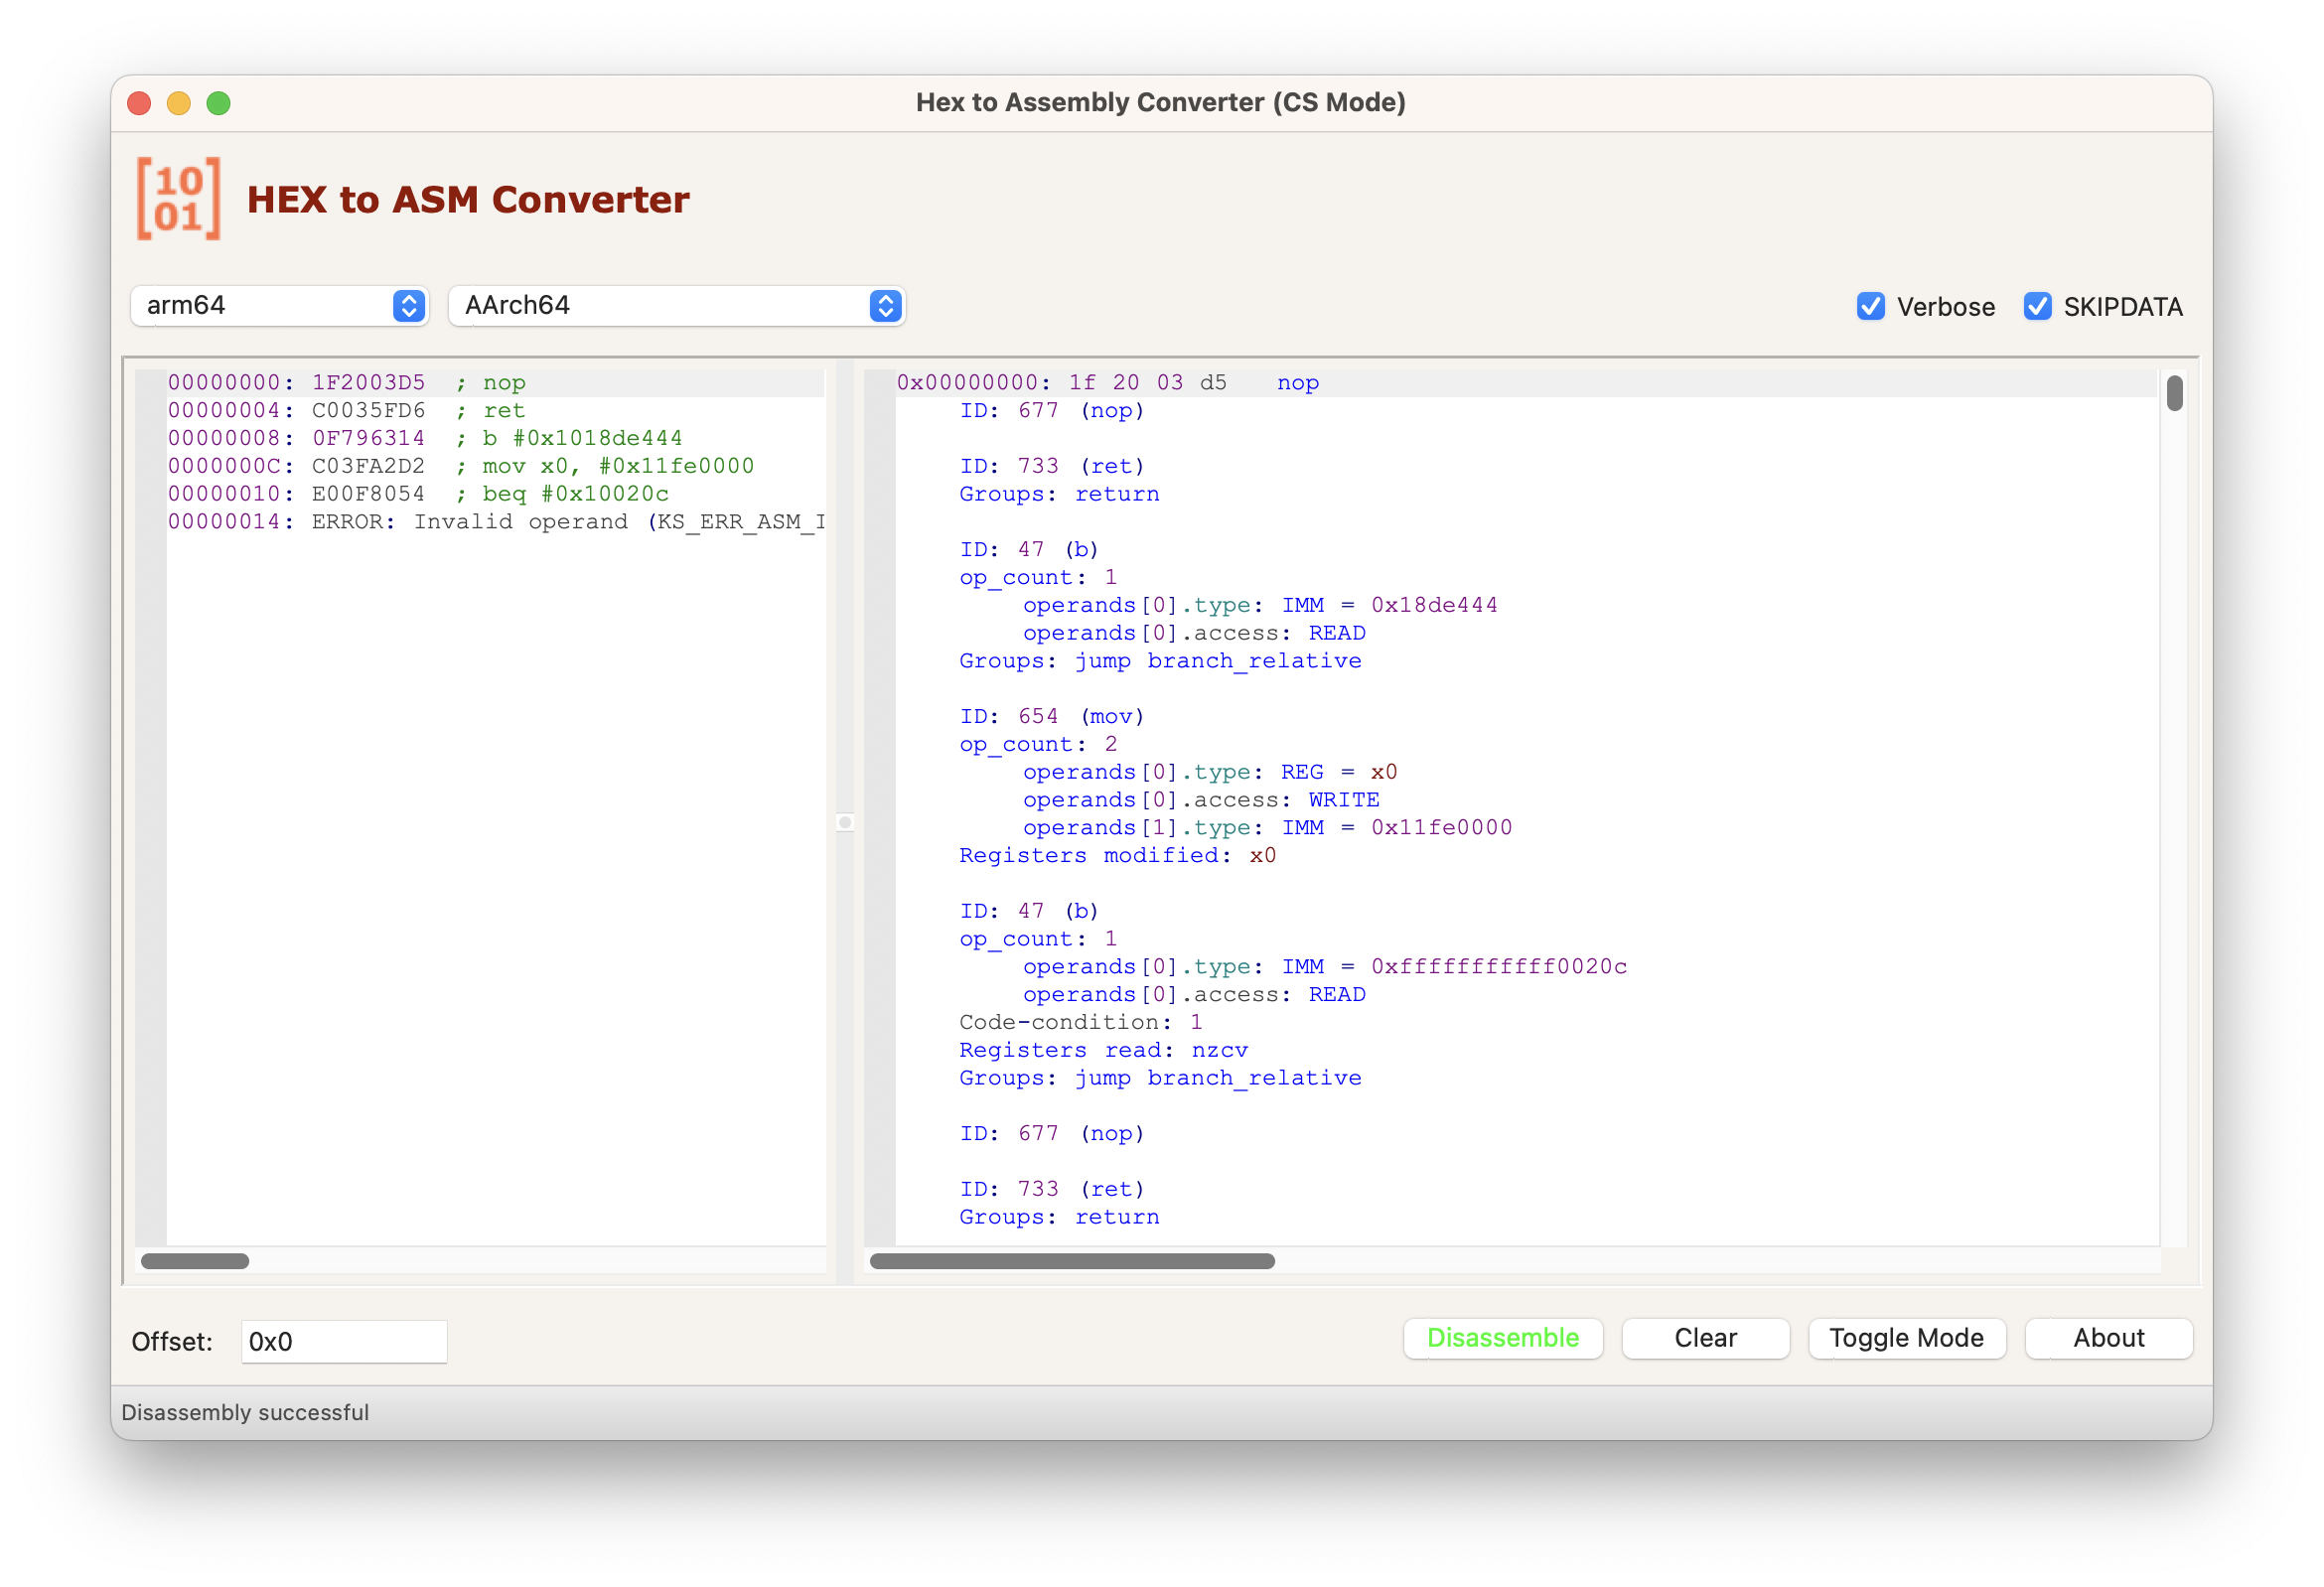 Hex to Assembly Converter (CS Mode)
10
01
HEX to ASM Converter
arm64 AArch64 Verbose SKIPDATA
00000000: 1F2003D5 ; nop
00000004: C0035FD6 ; ret
00000008: 0F796314 ; b #0x1018de444
0000000C: C03FA2D2 ; mov x0, #0x11fe0000
00000010: E00F8054 ; beq #0x10020c
00000014: ERROR: Invalid operand (KS_ERR_ASM_I
0x00000000: 1f 20 03 d5 nop
ID: 677 (nop)
ID: 733 (ret)
Groups: return
ID: 47 (b)
op_count: 1
operands[0].type: IMM = 0x18de444
operands[0].access: READ
Groups: jump branch_relative
ID: 654 (mov)
op_count: 2
operands[0].type: REG = x0
operands[0].access: WRITE
operands[1].type: IMM = 0x11fe0000
Registers modified: x0
ID: 47 (b)
op_count: 1
operands[0].type: IMM = 0xfffffffffff0020c
operands[0].access: READ
Code-condition: 1
Registers read: nzcv
Groups: jump branch_relative
ID: 677 (nop)
ID: 733 (ret)
Groups: return
Offset: 0x0 Disassemble Clear Toggle Mode About
Disassembly successful